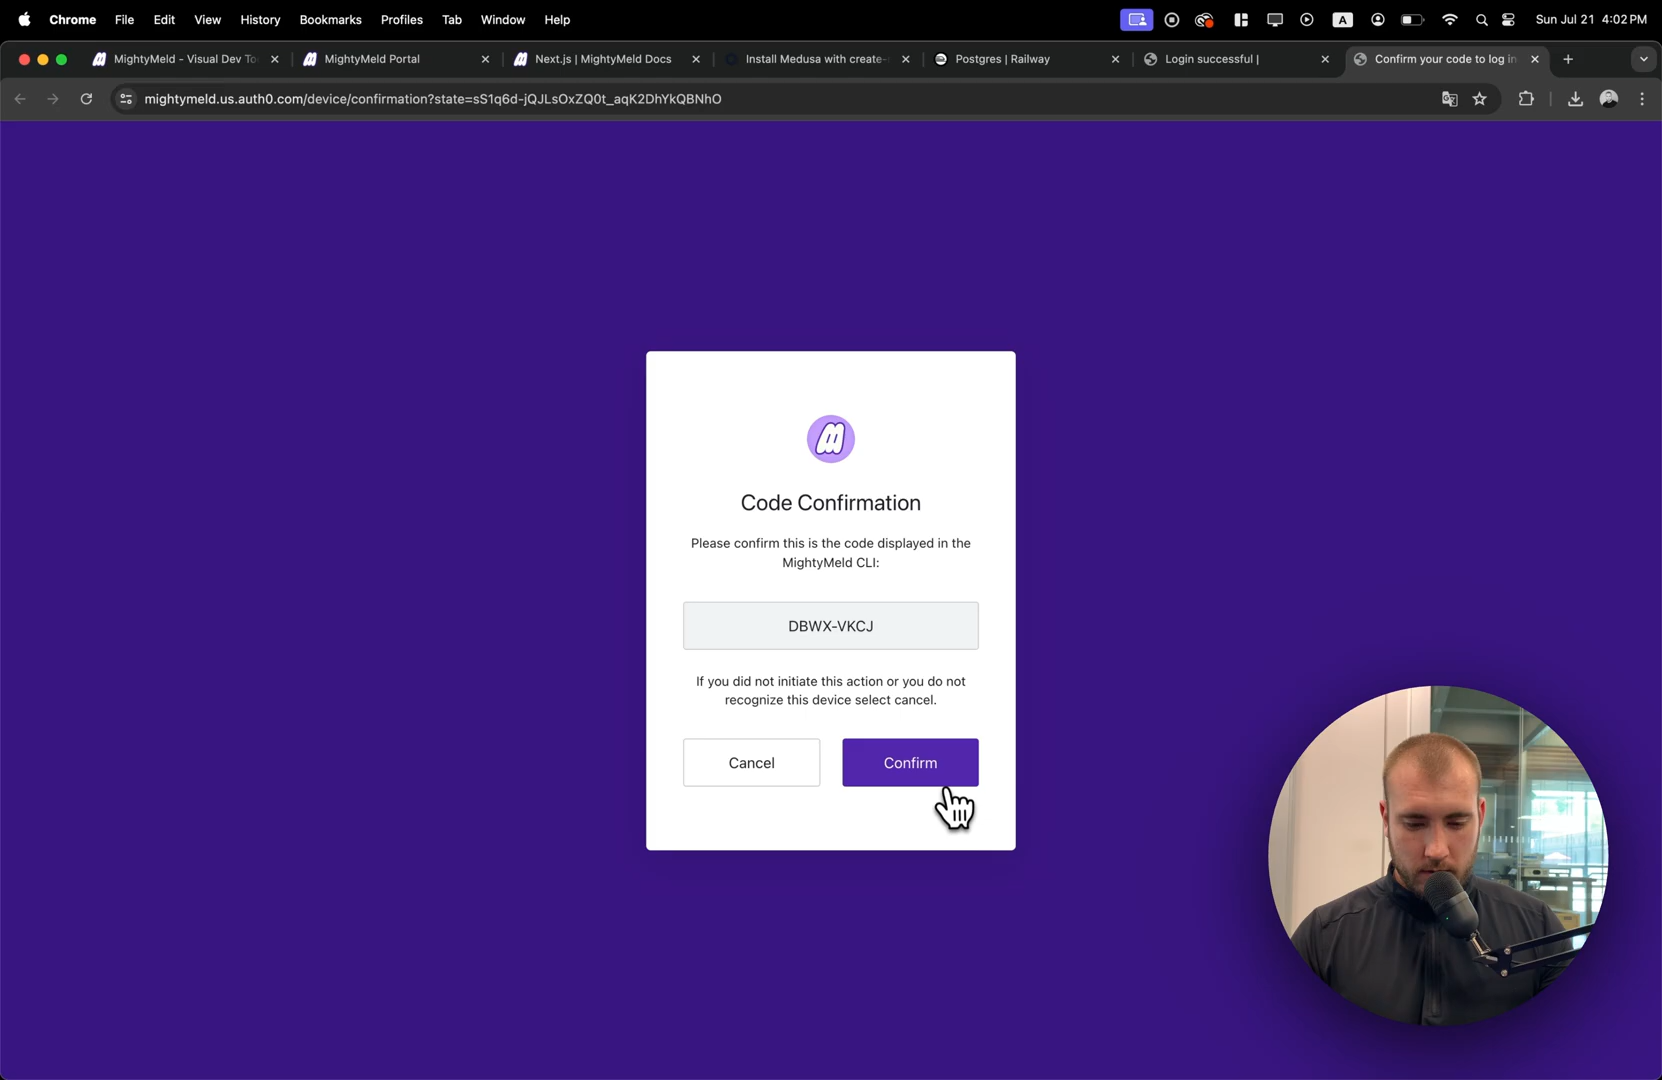 Chrome File Edit View History Bookmarks Profiles Tab Window Help A Sun Jul 21 4:02 PM
MightyMeld - Visual Dev To MightyMeld Portal Next.js | MightyMeld Docs Install Medusa with create- Postgres | Railway Login successful | Confirm your code to log in
mightymeld.us.auth0.com/device/confirmation?state=sS1q6d-jQJLsOxZQ0t_aqK2DhYkQBNhO
Code Confirmation
Please confirm this is the code displayed in the
MightyMeld CLI:
DBWX-VKCJ
If you did not initiate this action or you do not
recognize this device select cancel.
Cancel Confirm